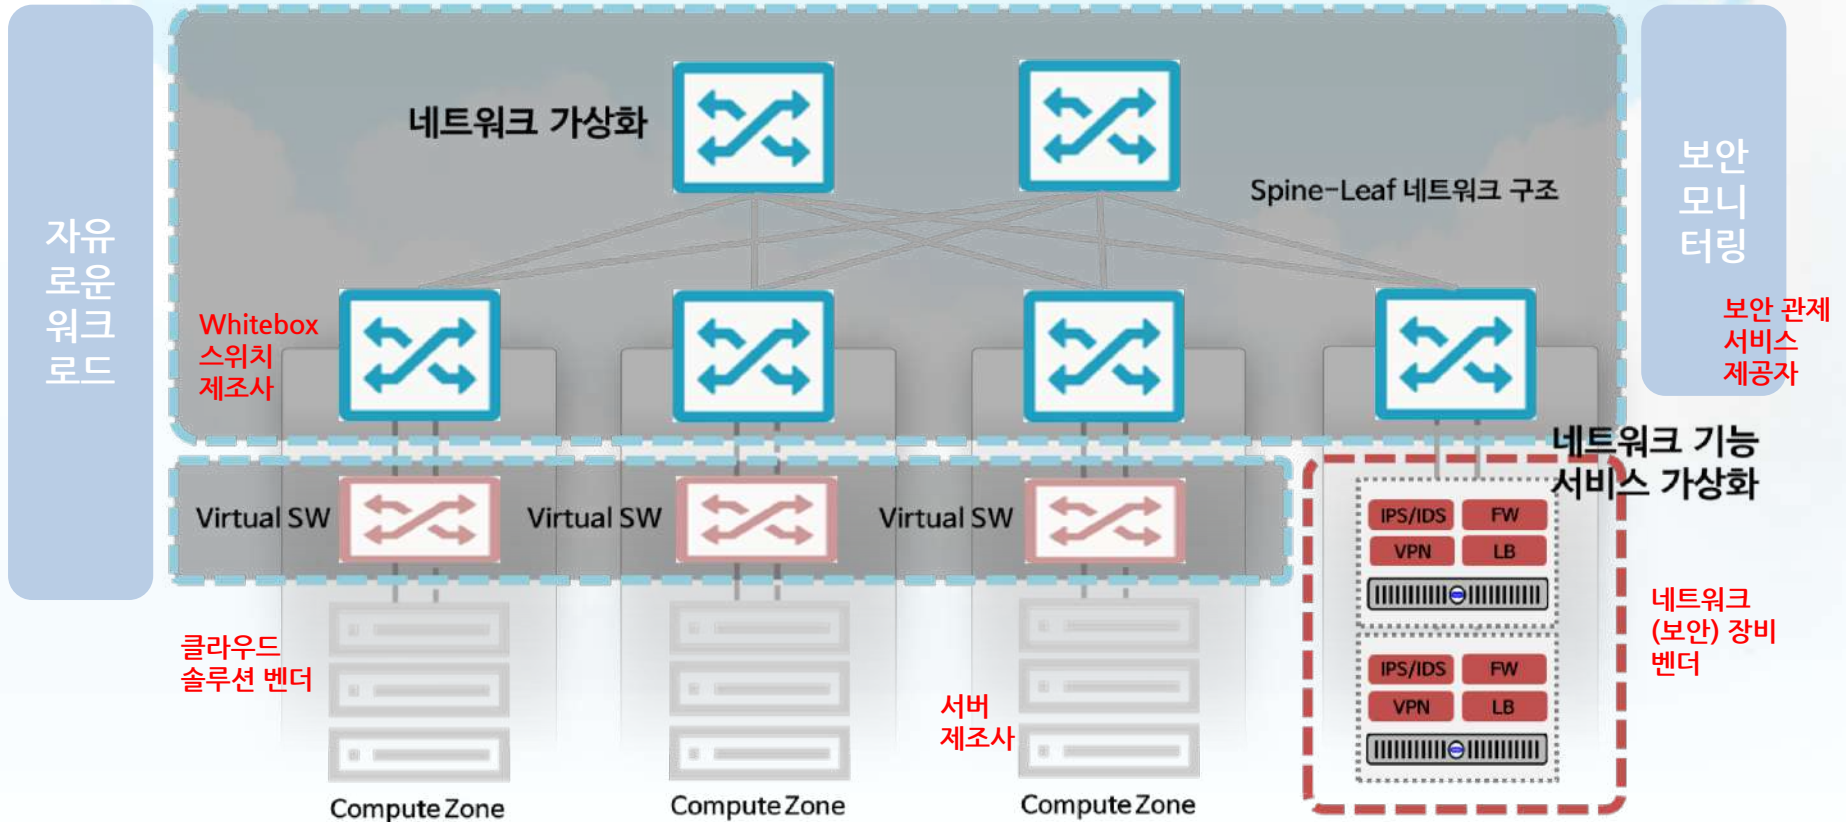 자유
로운
워크
로드
네트워크 가상화
Spine-Leaf 네트워크 구조
보안
모니
터링
보안 관제
서비스
제공자
Whitebox
스위치
제조사
네트워크 기능
서비스 가상화
Virtual SW
Virtual SW
Virtual SW
IPS/IDS
FW
VPN
LB
IPS/IDS
FW
VPN
LB
네트워크
(보안) 장비
벤더
클라우드
솔루션 벤더
서버
제조사
Compute Zone
Compute Zone
Compute Zone